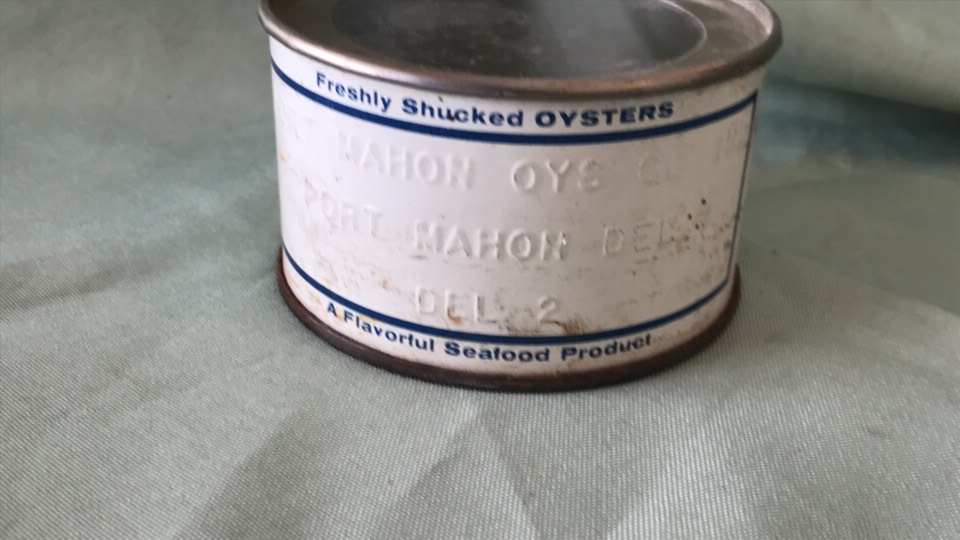 Freshly Shucked OYSTERS
MAHON OYS
PORT MAHON DEL
DEL 2
A Flavorful Seafood Product